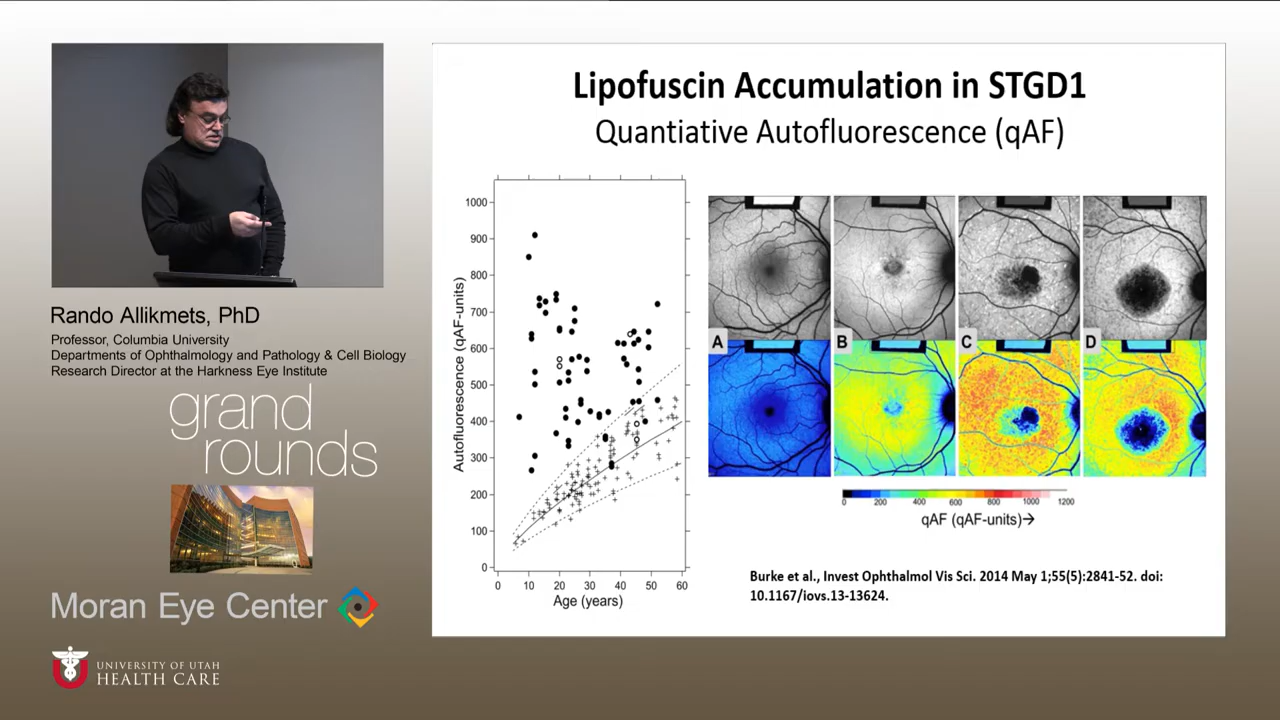 Rando Allikmets, PhD
Professor, Columbia University
Departments of Ophthalmology and Pathology & Cell Biology
Research Director at the Harkness Eye Institute
grand
rounds
Moran Eye Center
UNIVERSITY OF UTAH
HEALTH CARE
Lipofuscin Accumulation in STGD1
Quantiative Autofluorescence (qAF)
Autofluorescence (qAF-units)
1000
900
800
700
600
500
400
300
200
100
0
0 10 20 30 40 50 60
Age (years)
A B C D
0 200 400 600 800 1000 1200
qAF (qAF-units)→
Burke et al., Invest Ophthalmol Vis Sci. 2014 May 1;55(5):2841-52. doi:
10.1167/iovs.13-13624.